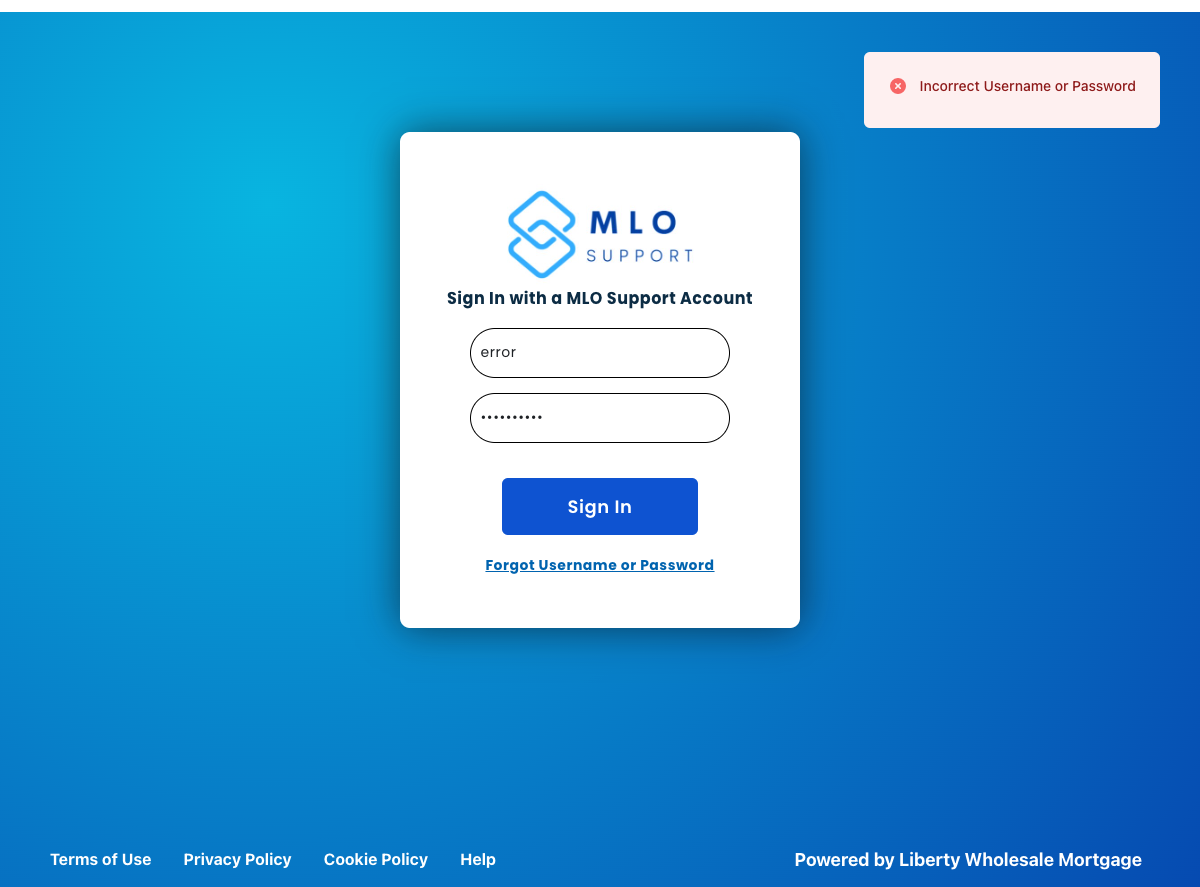 Incorrect Username or Password
MLO
SUPPORT
Sign In with a MLO Support Account
error
••••••••••
Sign In
Forgot Username or Password
Terms of Use Privacy Policy Cookie Policy Help Powered by Liberty Wholesale Mortgage